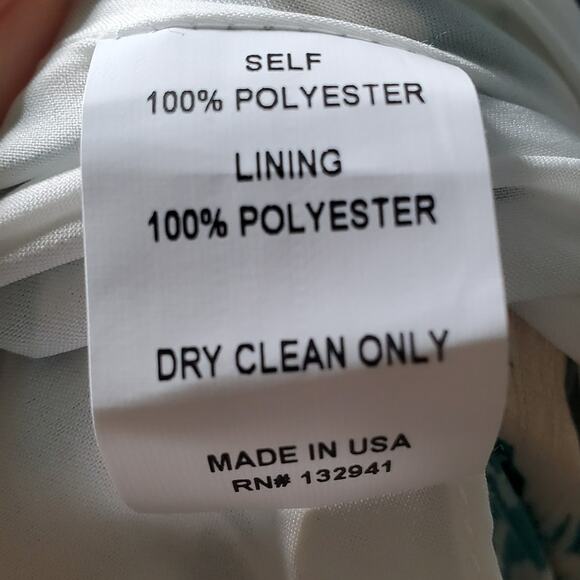 SELF
100% POLYESTER
LINING
100% POLYESTER
DRY CLEAN ONLY
MADE IN USA
RN# 132941